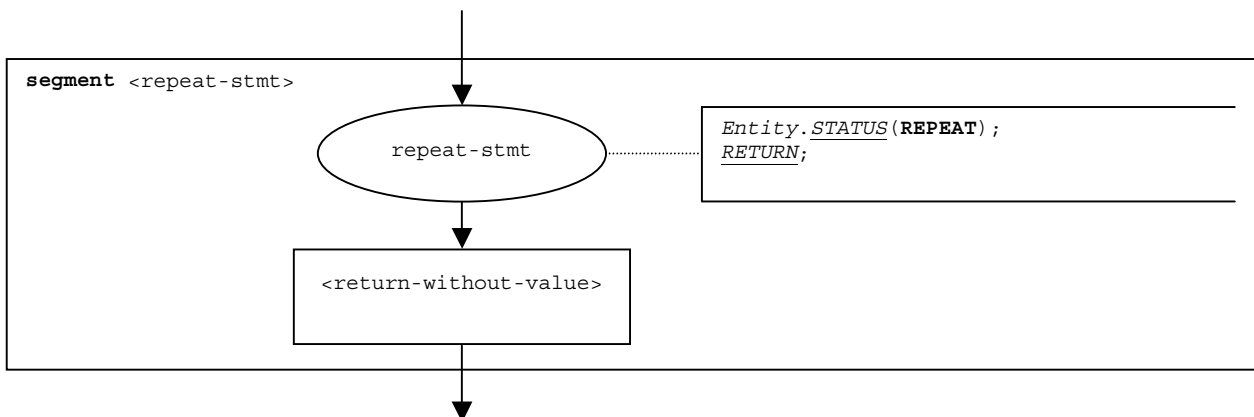 segment <repeat-stmt>
repeat-stmt
Entity.STATUS(REPEAT);
RETURN;
<return-without-value>